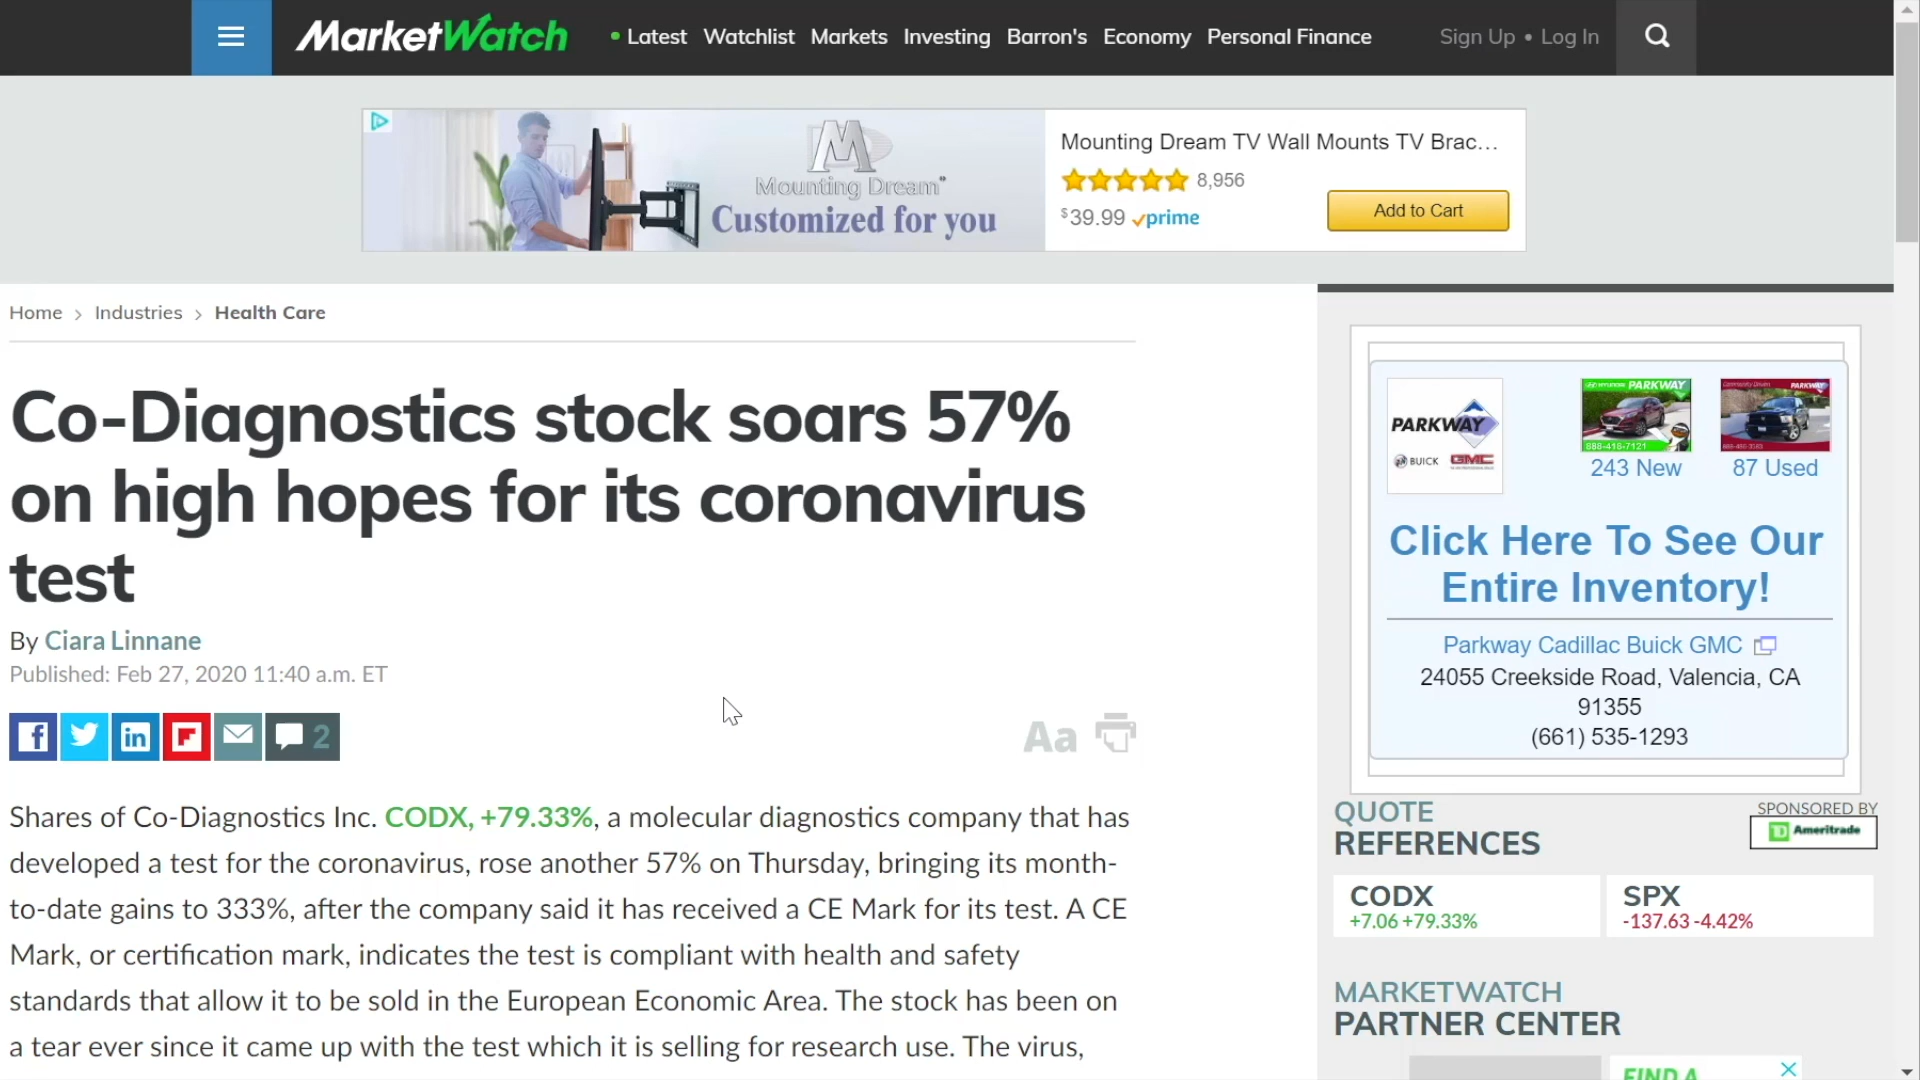 MarketWatch
• Latest Watchlist Markets Investing Barron's Economy Personal Finance
Sign Up • Log In
M
Mounting Dream
Customized for you
Mounting Dream TV Wall Mounts TV Brac...
8,956
$39.99 prime
Add to Cart
Home > Industries > Health Care
Co-Diagnostics stock soars 57%
on high hopes for its coronavirus
test
By Ciara Linnane
Published: Feb 27, 2020 11:40 a.m. ET
2
Aa
Shares of Co-Diagnostics Inc. CODX, +79.33%, a molecular diagnostics company that has
developed a test for the coronavirus, rose another 57% on Thursday, bringing its month-
to-date gains to 333%, after the company said it has received a CE Mark for its test. A CE
Mark, or certification mark, indicates the test is compliant with health and safety
standards that allow it to be sold in the European Economic Area. The stock has been on
a tear ever since it came up with the test which it is selling for research use. The virus,
PARKWAY
BUICK GMC
PARKWAY
888-418-7121
243 New
PARKWAY
87 Used
Click Here To See Our
Entire Inventory!
Parkway Cadillac Buick GMC
24055 Creekside Road, Valencia, CA
91355
(661) 535-1293
QUOTE
REFERENCES
SPONSORED BY
TD Ameritrade
CODX
+7.06 +79.33%
SPX
-137.63 -4.42%
MARKETWATCH
PARTNER CENTER
FIND A